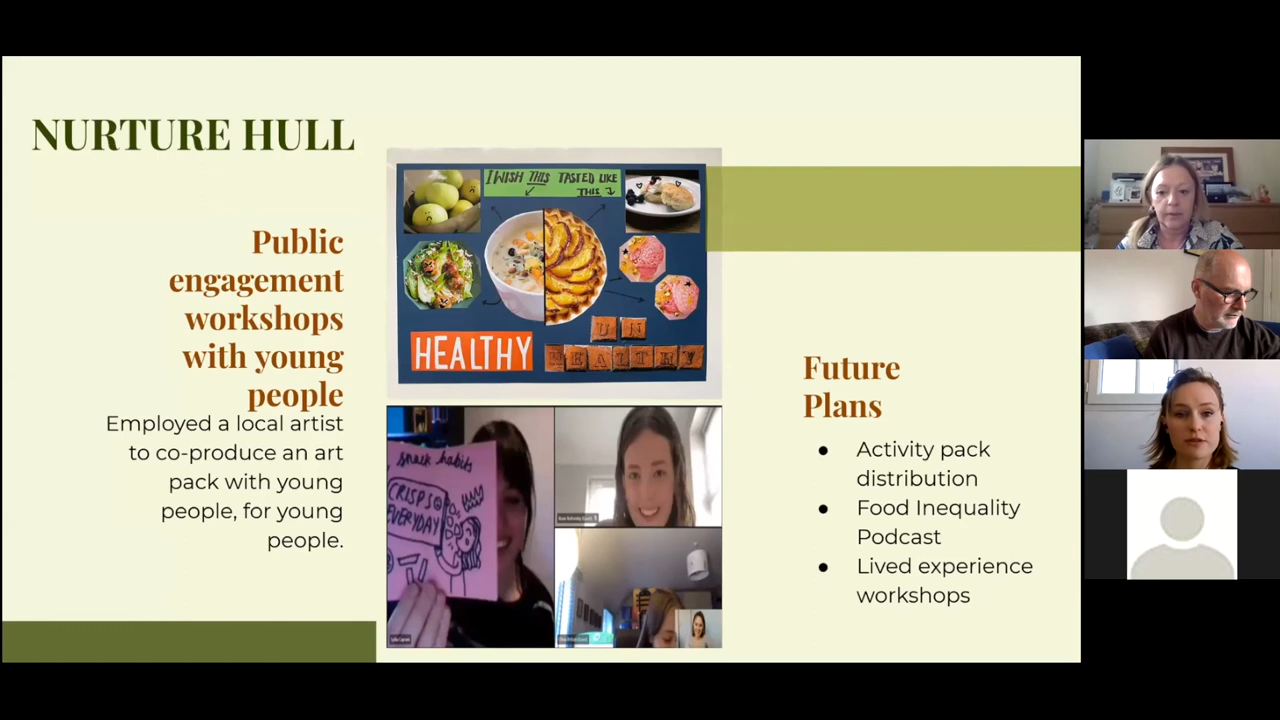 NURTURE HULL
Public
engagement
workshops
with young
people
Employed a local artist
to co-produce an art
pack with young
people, for young
people.
I WISH THIS TASTED LIKE
THIS
HEALTHY
UN
HEALTHY
snack habits
CRISPS
EVERYDAY
Future
Plans
● Activity pack
distribution
● Food Inequality
Podcast
● Lived experience
workshops